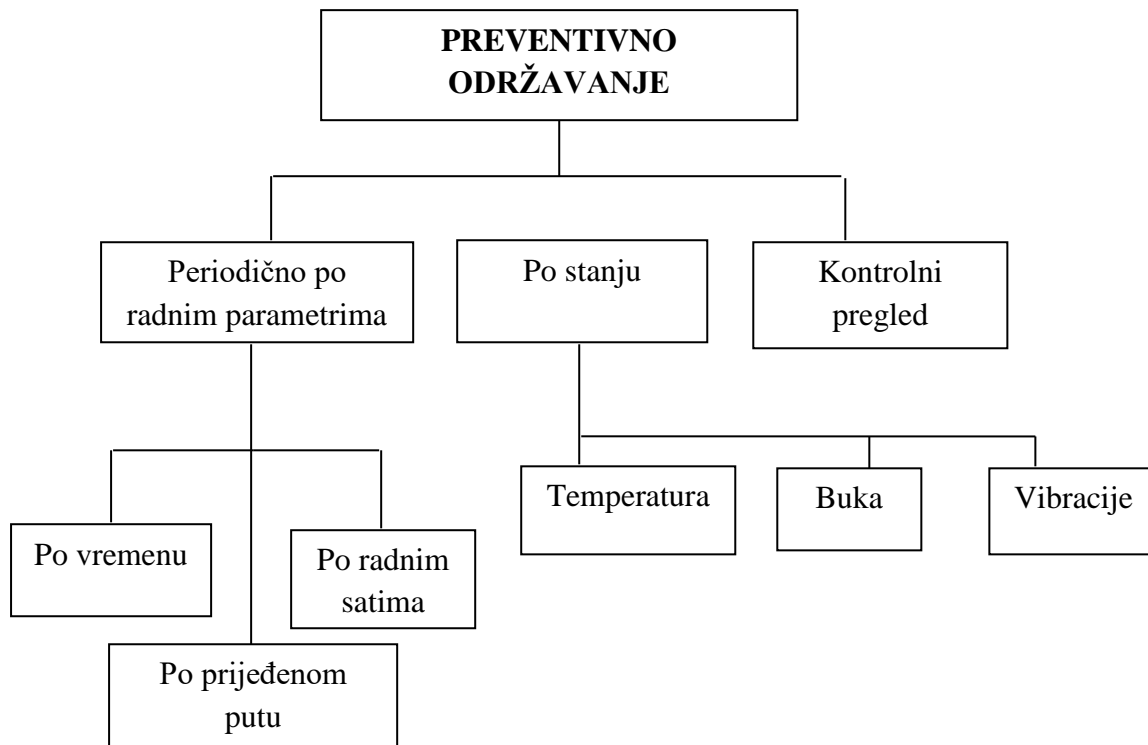 PREVENTIVNO
ODRŽAVANJE
Periodično po
radnim parametrima
Po stanju
Kontrolni
pregled
Temperatura
Buka
Vibracije
Po vremenu
Po radnim
satima
Po prijeđenom
putu